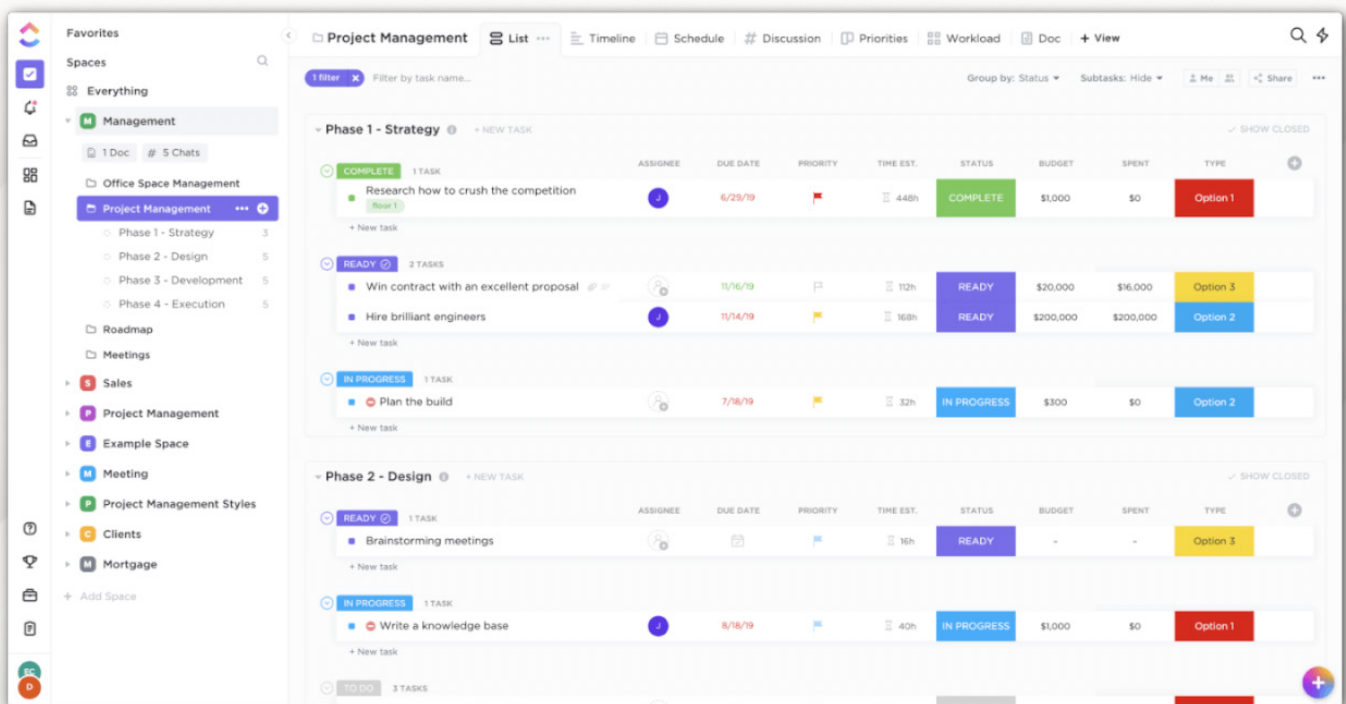 Favorites
Spaces
Everything
M Management
1 Doc # 5 Chats
Office Space Management
Project Management
Phase 1 - Strategy 3
Phase 2 - Design 5
Phase 3 - Development 5
Phase 4 - Execution 5
Roadmap
Meetings
S Sales
P Project Management
E Example Space
M Meeting
P Project Management Styles
C Clients
M Mortgage
+ Add Space
EC
D
Project Management List Timeline Schedule # Discussion Priorities Workload Doc + View
1 filter x Filter by task name... Group by: Status Subtasks: Hide Me Share
Phase 1 - Strategy + NEW TASK SHOW CLOSED
COMPLETE 1 TASK ASSIGNEE DUE DATE PRIORITY TIME EST. STATUS BUDGET SPENT TYPE
Research how to crush the competition J 6/29/19 448h COMPLETE $1,000 $0 Option 1
floor 1
+ New task
READY 2 TASKS
Win contract with an excellent proposal 11/16/19 112h READY $20,000 $16,000 Option 3
Hire brilliant engineers J 11/14/19 168h READY $200,000 $200,000 Option 2
+ New task
IN PROGRESS 1 TASK
Plan the build 7/18/19 32h IN PROGRESS $300 $0 Option 2
+ New task
Phase 2 - Design + NEW TASK SHOW CLOSED
READY 1 TASK ASSIGNEE DUE DATE PRIORITY TIME EST. STATUS BUDGET SPENT TYPE
Brainstorming meetings 16h READY - - Option 3
+ New task
IN PROGRESS 1 TASK
Write a knowledge base J 8/18/19 40h IN PROGRESS $1,000 $0 Option 1
+ New task
TO DO 3 TASKS